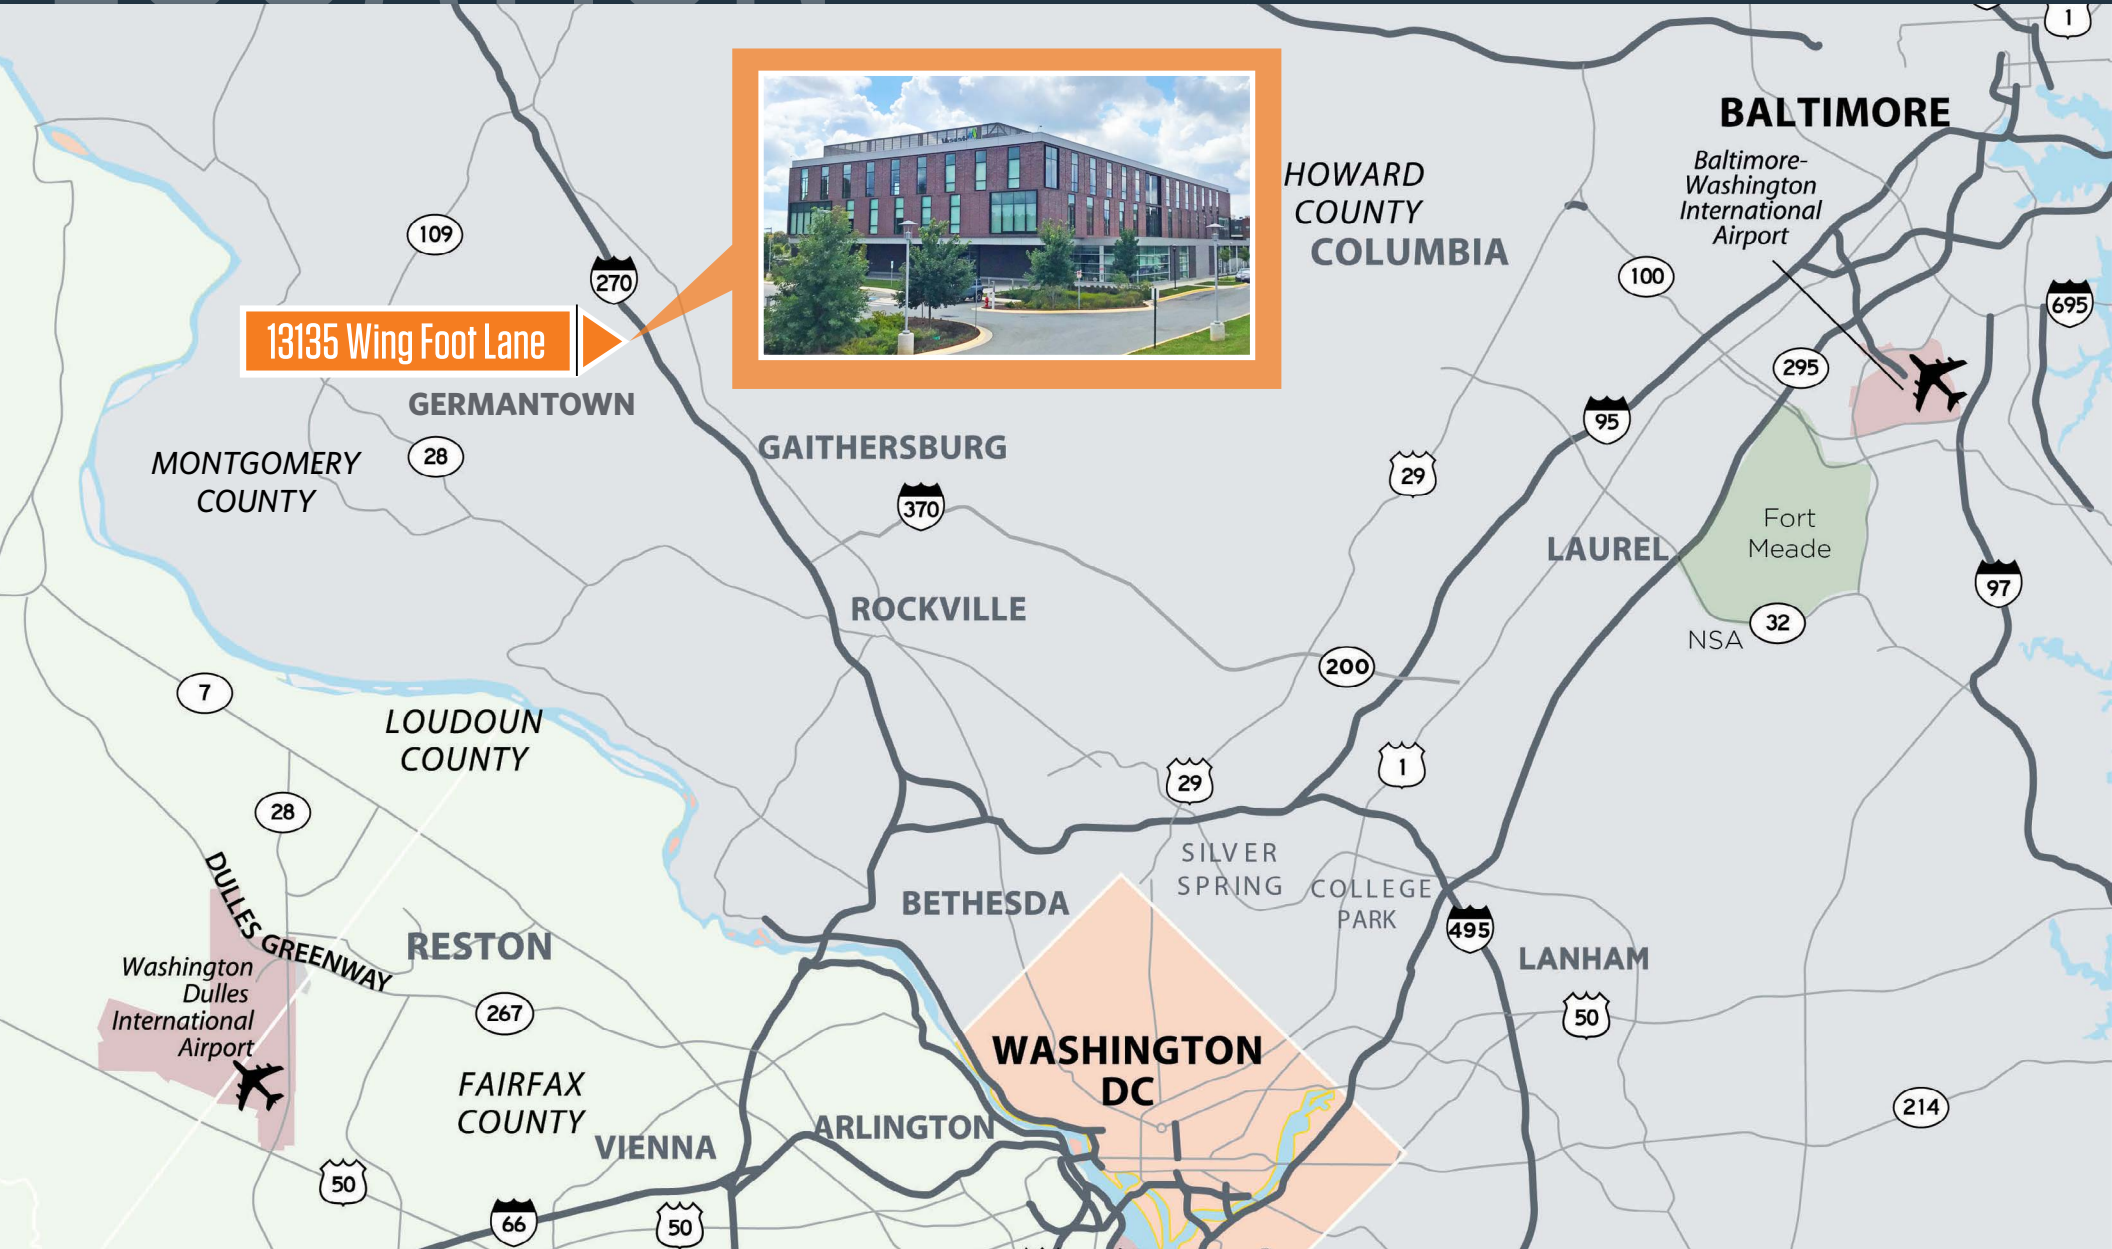 1
BALTIMORE
Baltimore-
Washington
International
Airport
HOWARD
COUNTY
COLUMBIA
109
270
100
695
13135 Wing Foot Lane
295
GERMANTOWN
95
GAITHERSBURG
28
MONTGOMERY
COUNTY
29
370
Fort
Meade
LAUREL
97
ROCKVILLE
32
NSA
200
7
LOUDOUN
COUNTY
1
29
28
SILVER
SPRING
COLLEGE
PARK
BETHESDA
495
DULLES GREENWAY
RESTON
LANHAM
Washington
Dulles
International
Airport
267
50
WASHINGTON
DC
FAIRFAX
COUNTY
214
ARLINGTON
VIENNA
50
66
50